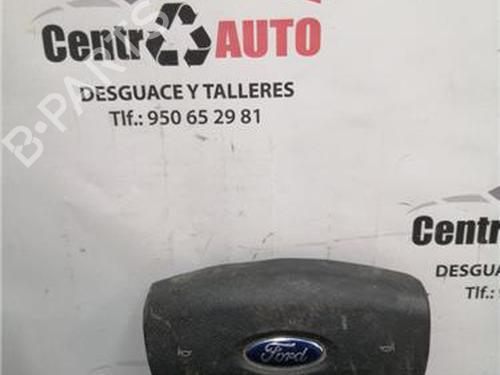 Centr AUTO
DESGUACE Y TALLERES
Tlf.: 950 65 29 81
B-PARTS
Centr
DESGUA
Tlf.:
Ford